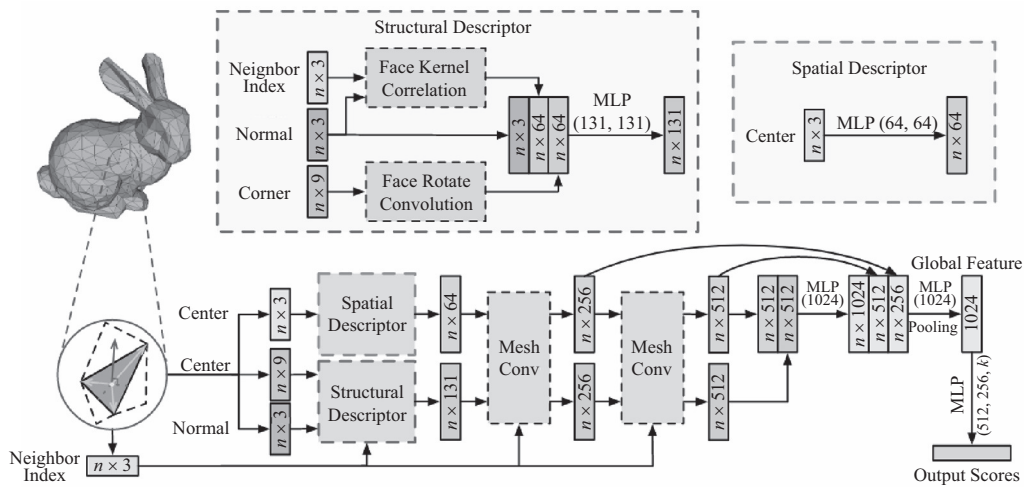 Structural Descriptor
Neignbor
Index
n × 3
Face Kernel
Correlation
Normal
n × 3
n × 3
n × 64
n × 64
MLP
(131, 131)
n × 131
Corner
n × 9
Face Rotate
Convolution
Spatial Descriptor
Center
n × 3
MLP (64, 64)
n × 64
Center
n × 3
Spatial
Descriptor
n × 64
Center
n × 9
Structural
Descriptor
n × 131
Normal
n × 3
Mesh
Conv
n × 256
n × 256
Mesh
Conv
n × 512
n × 512
n × 512
n × 512
MLP
(1024)
n × 1024
n × 512
n × 256
MLP
(1024)
Pooling
Global Feature
1024
MLP
(512, 256, k)
Output Scores
Neighbor
Index
n × 3